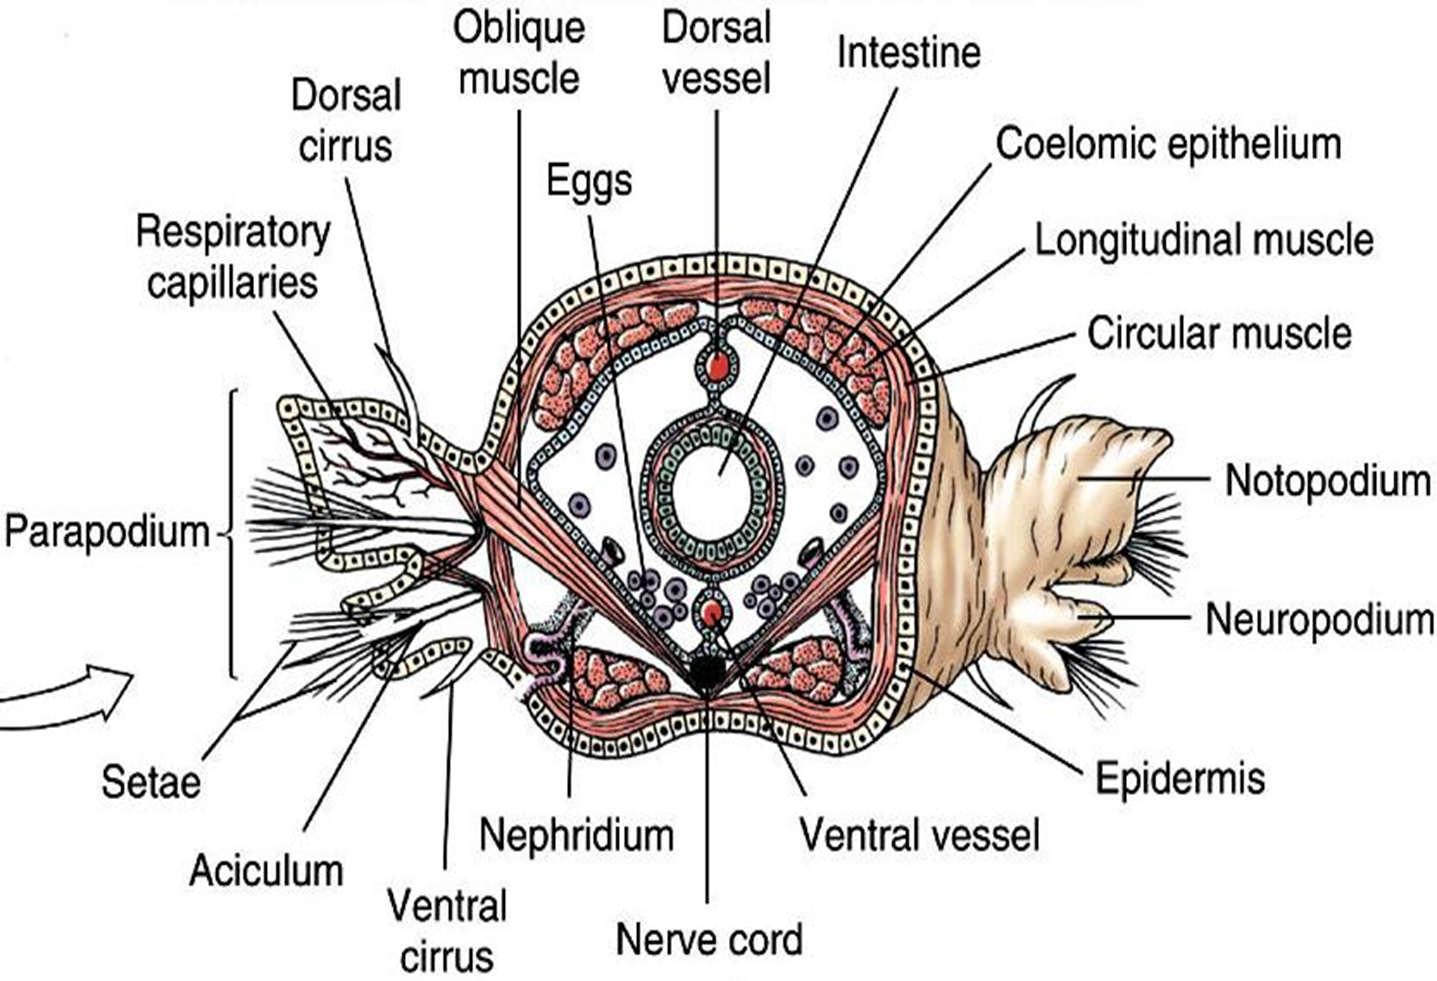 Oblique
muscle
Dorsal
vessel
Intestine
Dorsal
cirrus
Coelomic epithelium
Eggs
Respiratory
capillaries
Longitudinal muscle
Circular muscle
Notopodium
Parapodium
Neuropodium
Setae
Epidermis
Nephridium
Ventral vessel
Aciculum
Ventral
cirrus
Nerve cord